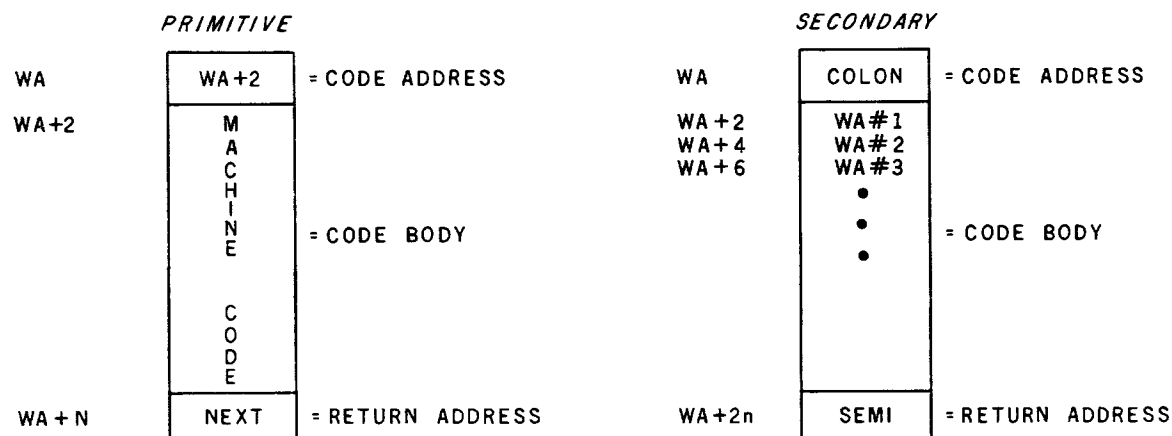 PRIMITIVE
WA
WA+2
= CODE ADDRESS
WA+2
MACHINE CODE
= CODE BODY
WA+N
NEXT
= RETURN ADDRESS
SECONDARY
WA
COLON
= CODE ADDRESS
WA+2
WA#1
WA+4
WA#2
WA+6
WA#3
= CODE BODY
WA+2n
SEMI
= RETURN ADDRESS